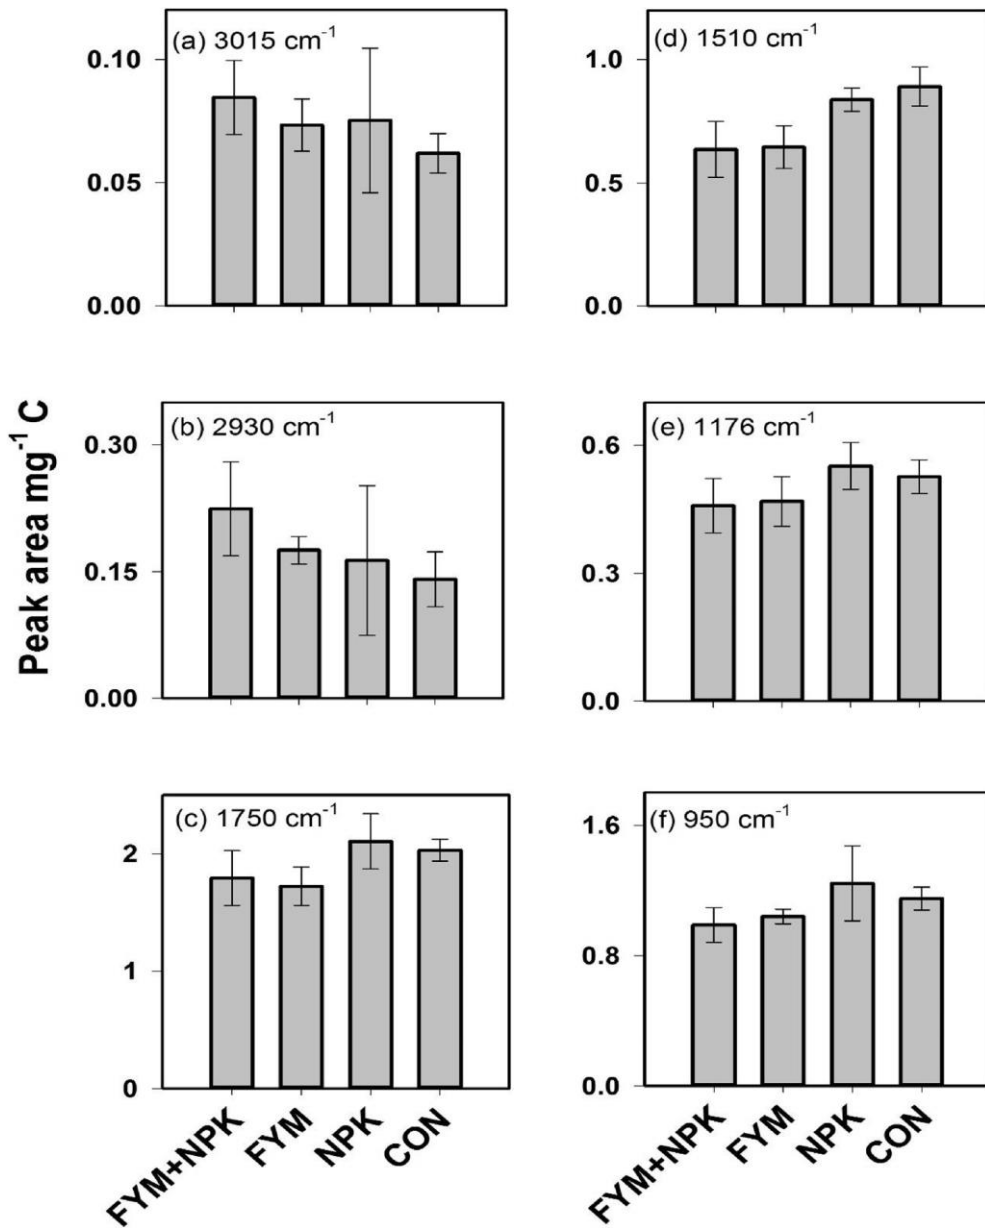 Peak area mg⁻¹ C
(a) 3015 cm⁻¹
0.10
0.05
0.00
(b) 2930 cm⁻¹
0.30
0.15
0.00
(c) 1750 cm⁻¹
2
1
0
FYM+NPK
FYM
NPK
CON
(d) 1510 cm⁻¹
1.0
0.5
0.0
(e) 1176 cm⁻¹
0.6
0.3
0.0
(f) 950 cm⁻¹
1.6
0.8
0.0
FYM+NPK
FYM
NPK
CON